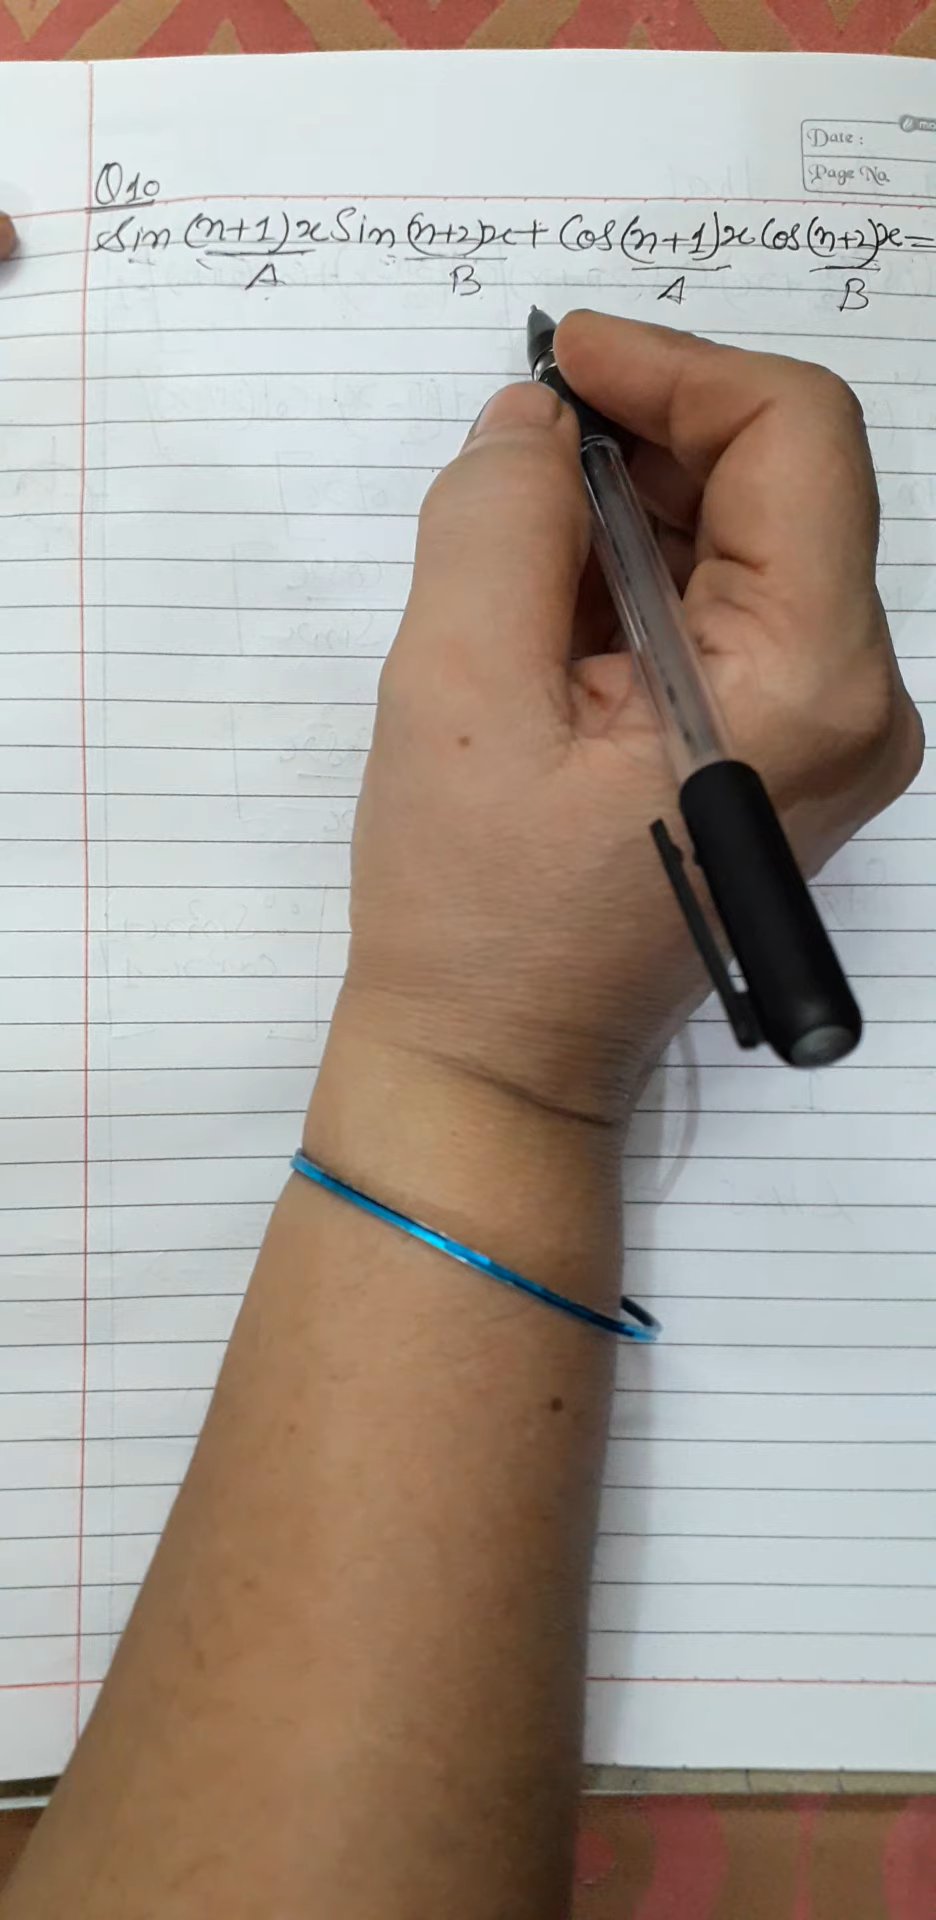 Date :
Page No.
Q10
Sin (n+1)x Sin (n+2)x + Cos(n+1)x Cos(n+2)x =
A B A B